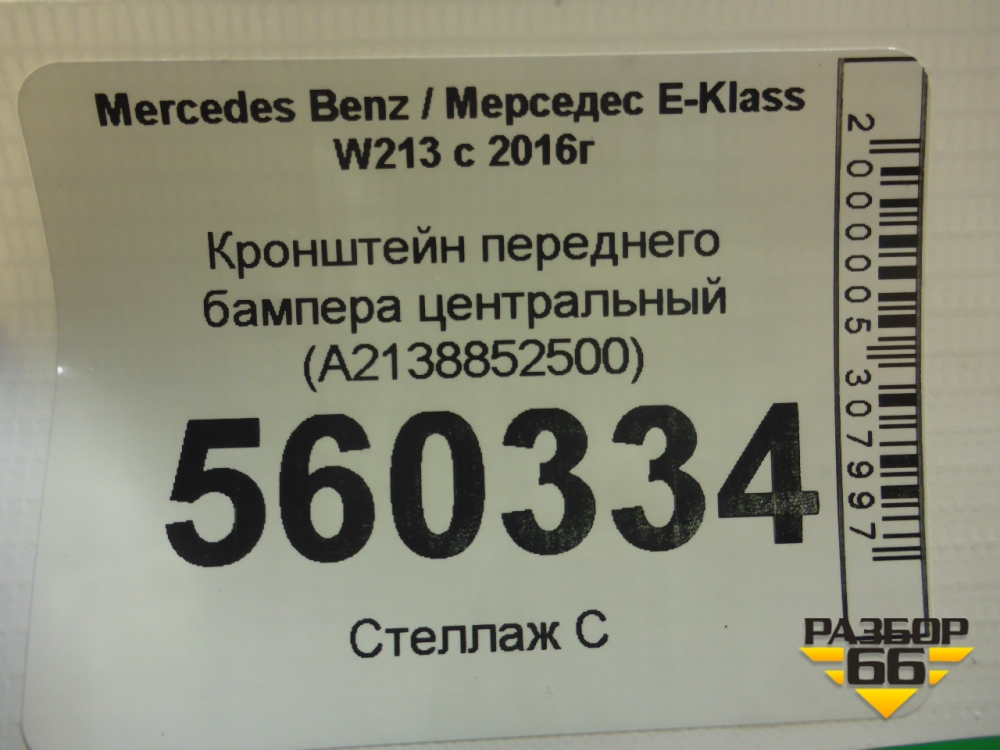 Mercedes Benz / Мерседес E-Klass
W213 с 2016г
Кронштейн переднего
бампера центральный
(A2138852500)
560334
Стеллаж С
2000005307997
РАЗБОР
66